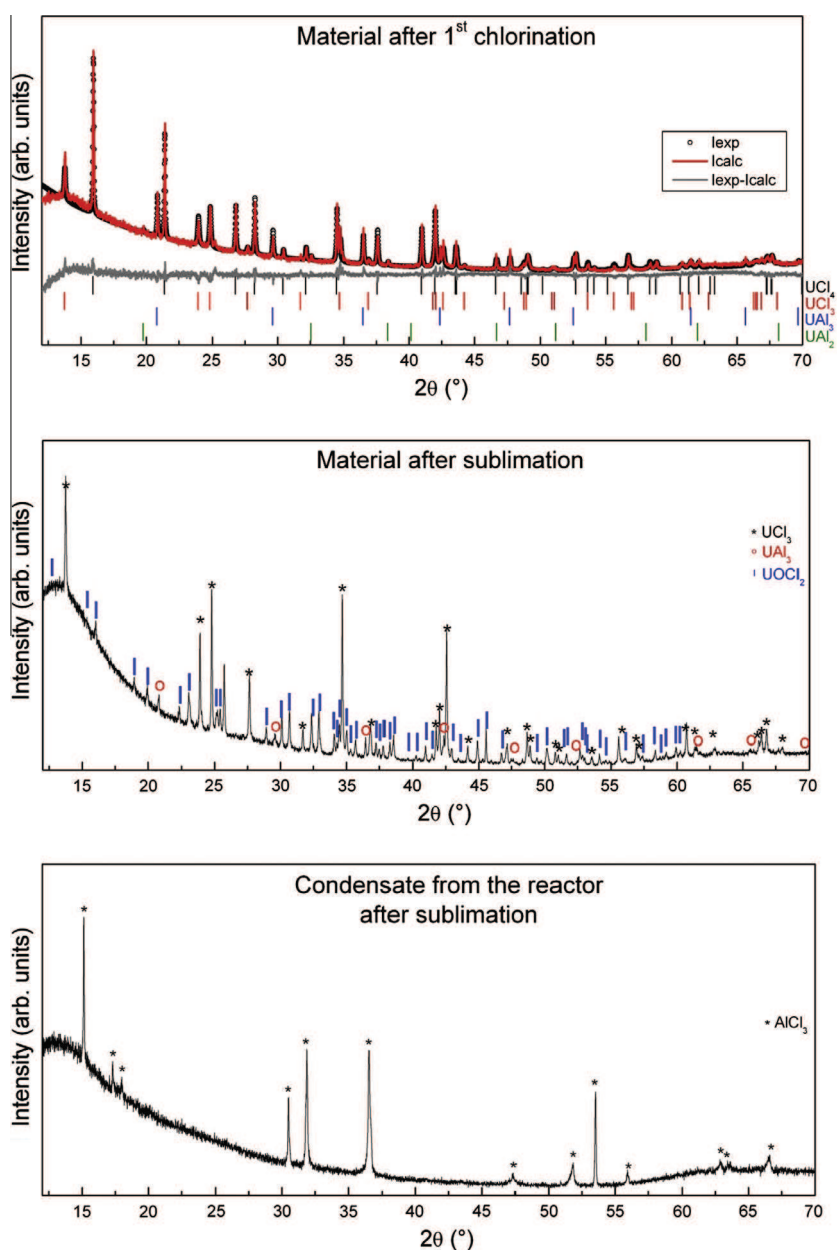 Material after 1st chlorination
Intensity (arb. units)
Iexp
Icalc
Iexp-Icalc
UCl4
UCl3
UAl3
UAl2
15 20 25 30 35 40 45 50 55 60 65 70
2θ (°)
Material after sublimation
Intensity (arb. units)
* UCl3
o UAl3
I UOCl2
15 20 25 30 35 40 45 50 55 60 65 70
2θ (°)
Condensate from the reactor
after sublimation
Intensity (arb. units)
* AlCl3
15 20 25 30 35 40 45 50 55 60 65 70
2θ (°)